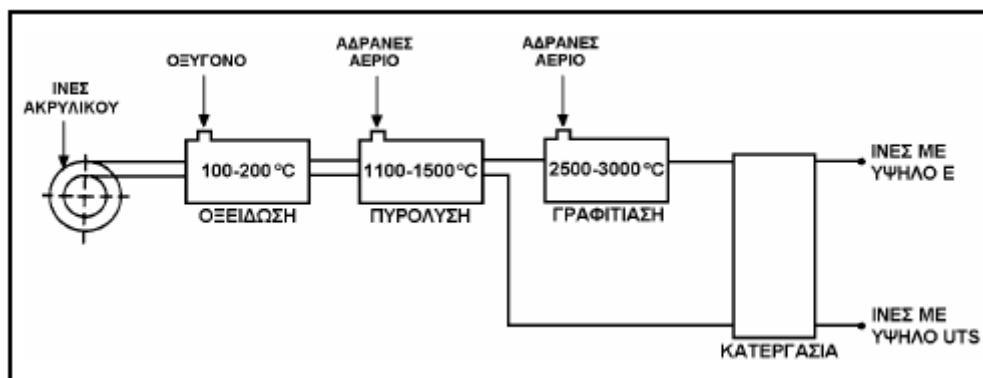 ΙΝΕΣ
ΑΚΡΥΛΙΚΟΥ
ΟΞΥΓΟΝΟ
ΑΔΡΑΝΕΣ
ΑΕΡΙΟ
ΑΔΡΑΝΕΣ
ΑΕΡΙΟ
100-200 °C
1100-1500 °C
2500-3000 °C
ΟΞΕΙΔΩΣΗ
ΠΥΡΟΛΥΣΗ
ΓΡΑΦΙΤΙΑΣΗ
ΙΝΕΣ ΜΕ
ΥΨΗΛΟ Ε
ΙΝΕΣ ΜΕ
ΥΨΗΛΟ UTS
ΚΑΤΕΡΓΑΣΙΑ